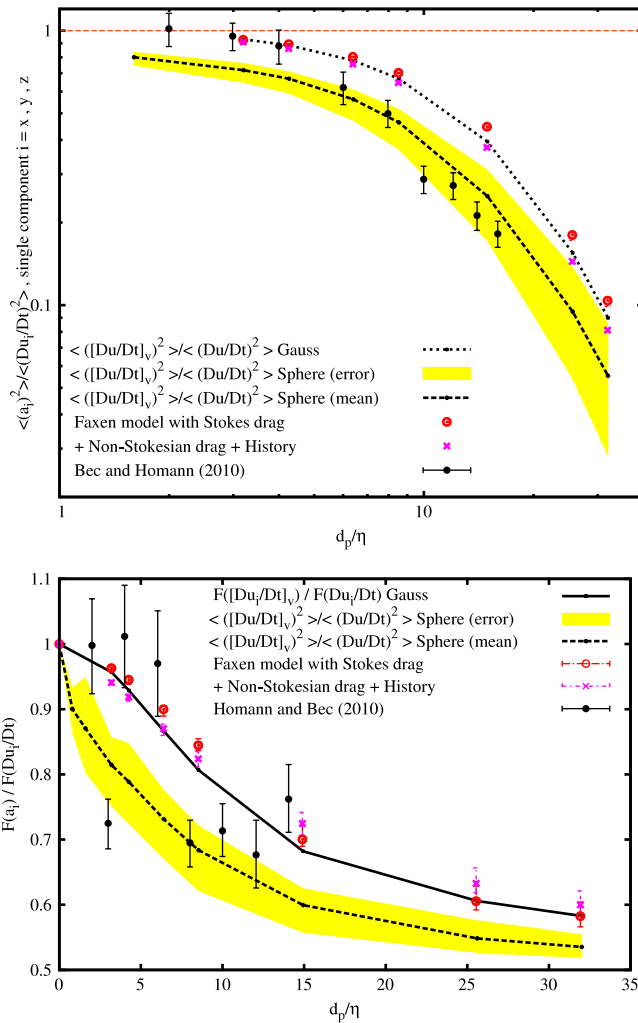 1
0.1
<(a_i)^2>/<(Du_i/Dt)^2> , single component i = x , y , z
< ([Du/Dt]_v)^2 >/< (Du/Dt)^2 > Gauss
< ([Du/Dt]_v)^2 >/< (Du/Dt)^2 > Sphere (error)
< ([Du/Dt]_v)^2 >/< (Du/Dt)^2 > Sphere (mean)
Faxen model with Stokes drag
+ Non-Stokesian drag + History
Bec and Homann (2010)
1 10
d_p/η
1.1
1
0.9
0.8
0.7
0.6
0.5
F(a_i) / F(Du_i/Dt)
F([Du_i/Dt]_v) / F(Du_i/Dt) Gauss
< ([Du/Dt]_v)^2 >/< (Du/Dt)^2 > Sphere (error)
< ([Du/Dt]_v)^2 >/< (Du/Dt)^2 > Sphere (mean)
Faxen model with Stokes drag
+ Non-Stokesian drag + History
Homann and Bec (2010)
0 5 10 15 20 25 30 35
d_p/η